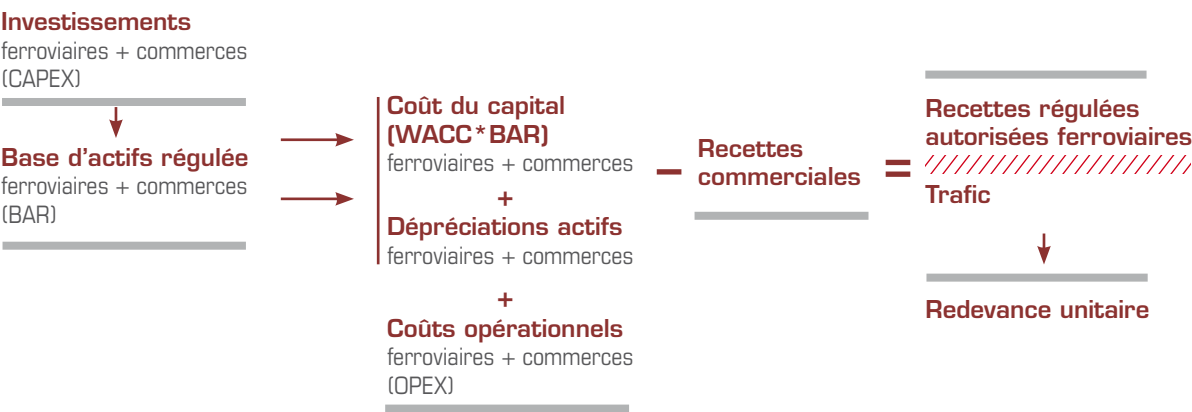 Investissements
ferroviaires + commerces
(CAPEX)
Base d'actifs régulée
ferroviaires + commerces
(BAR)
Coût du capital
(WACC*BAR)
ferroviaires + commerces
+
Dépréciations actifs
ferroviaires + commerces
+
Coûts opérationnels
ferroviaires + commerces
(OPEX)
–
Recettes
commerciales
=
Recettes régulées
autorisées ferroviaires
Trafic
Redevance unitaire